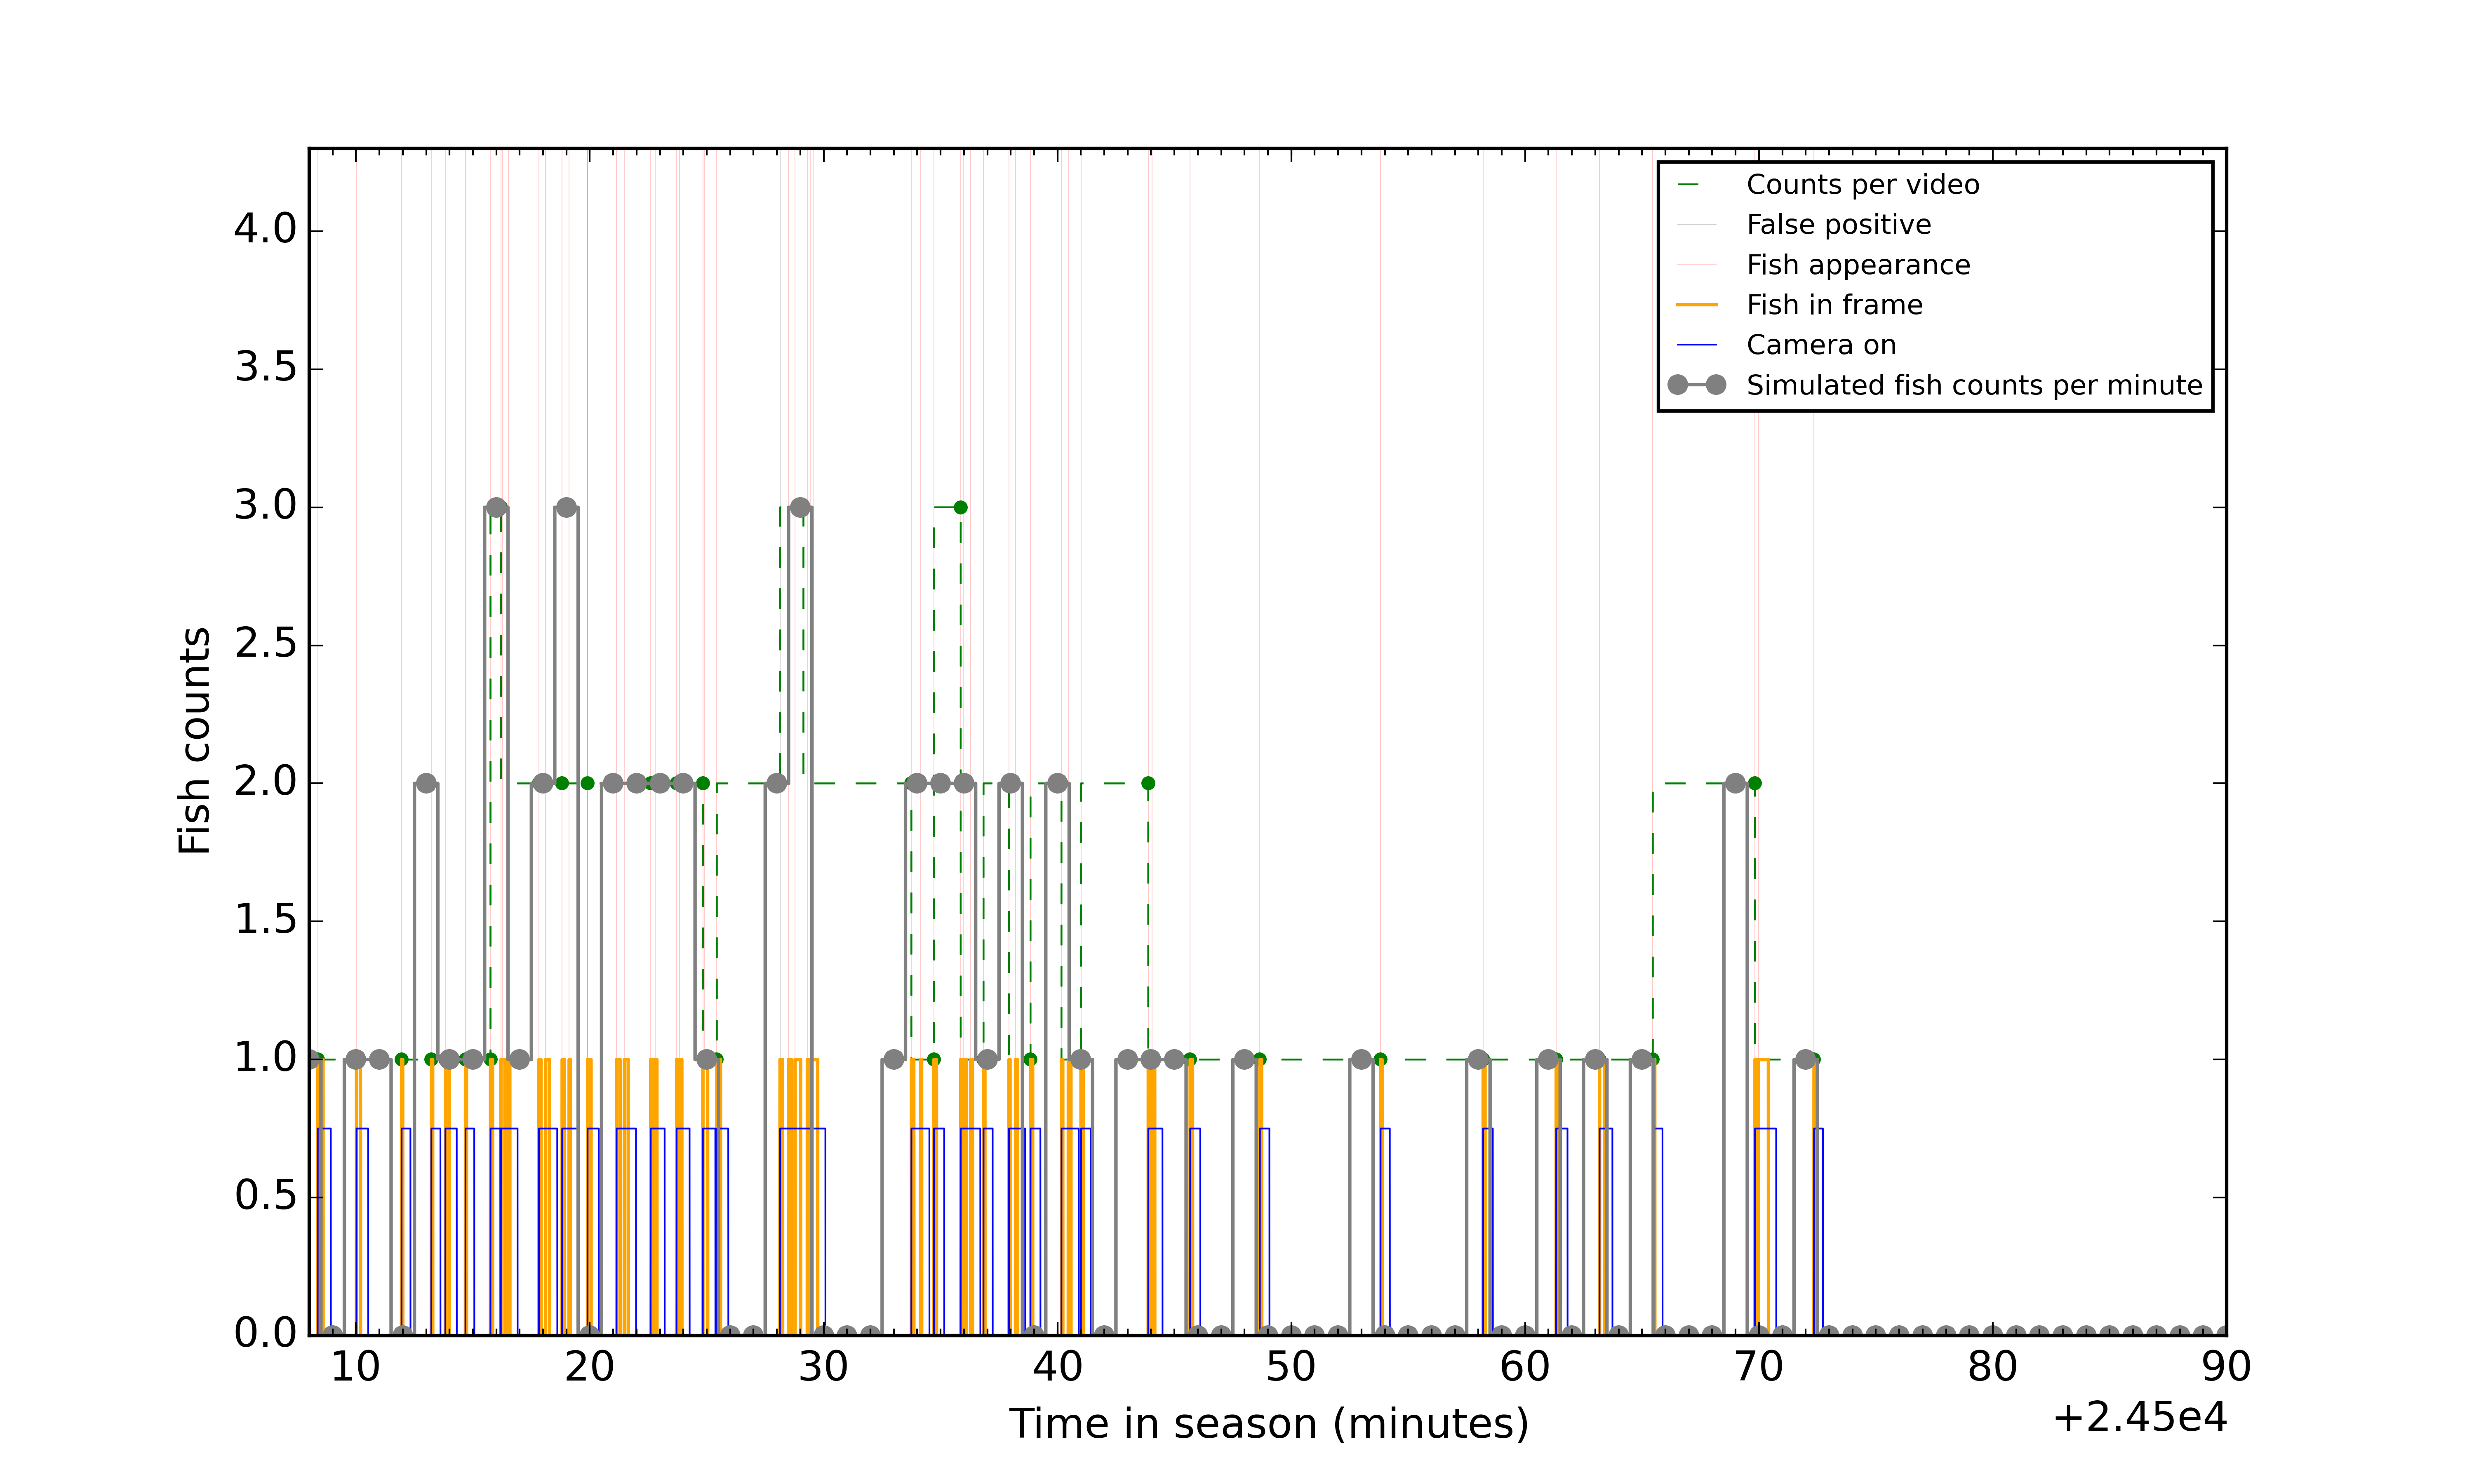 4.0
3.5
3.0
2.5
2.0
1.5
1.0
0.5
0.0
Fish counts
Counts per video
False positive
Fish appearance
Fish in frame
Camera on
Simulated fish counts per minute
10 20 30 40 50 60 70 80 90
Time in season (minutes)
+2.45e4